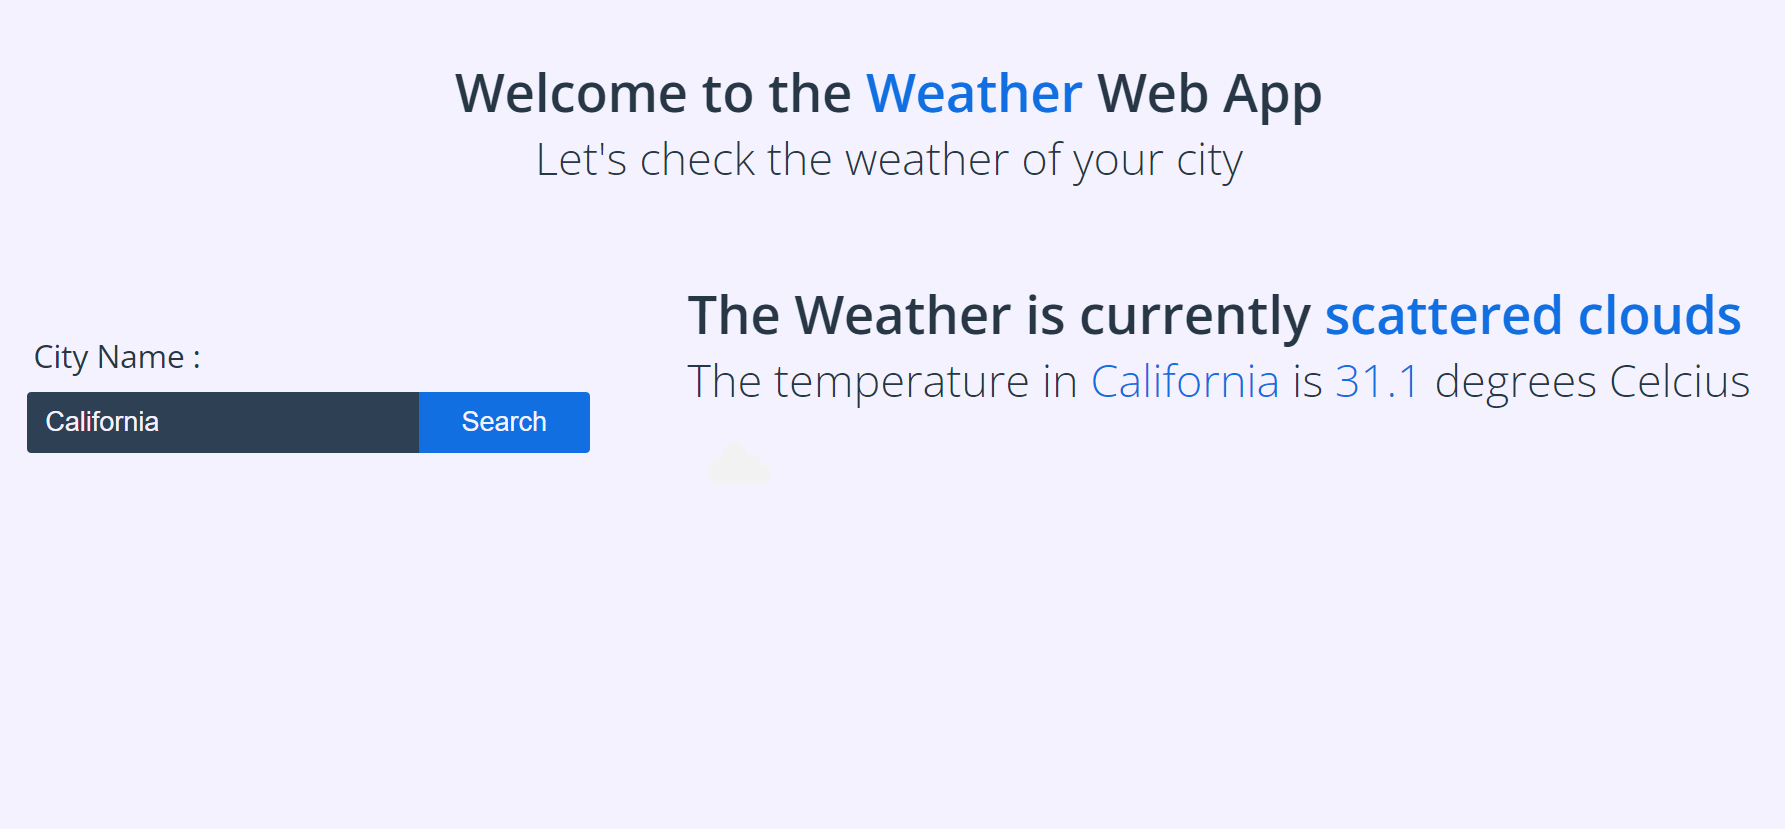 Welcome to the Weather Web App
Let's check the weather of your city
City Name :
California
Search
The Weather is currently scattered clouds
The temperature in California is 31.1 degrees Celcius